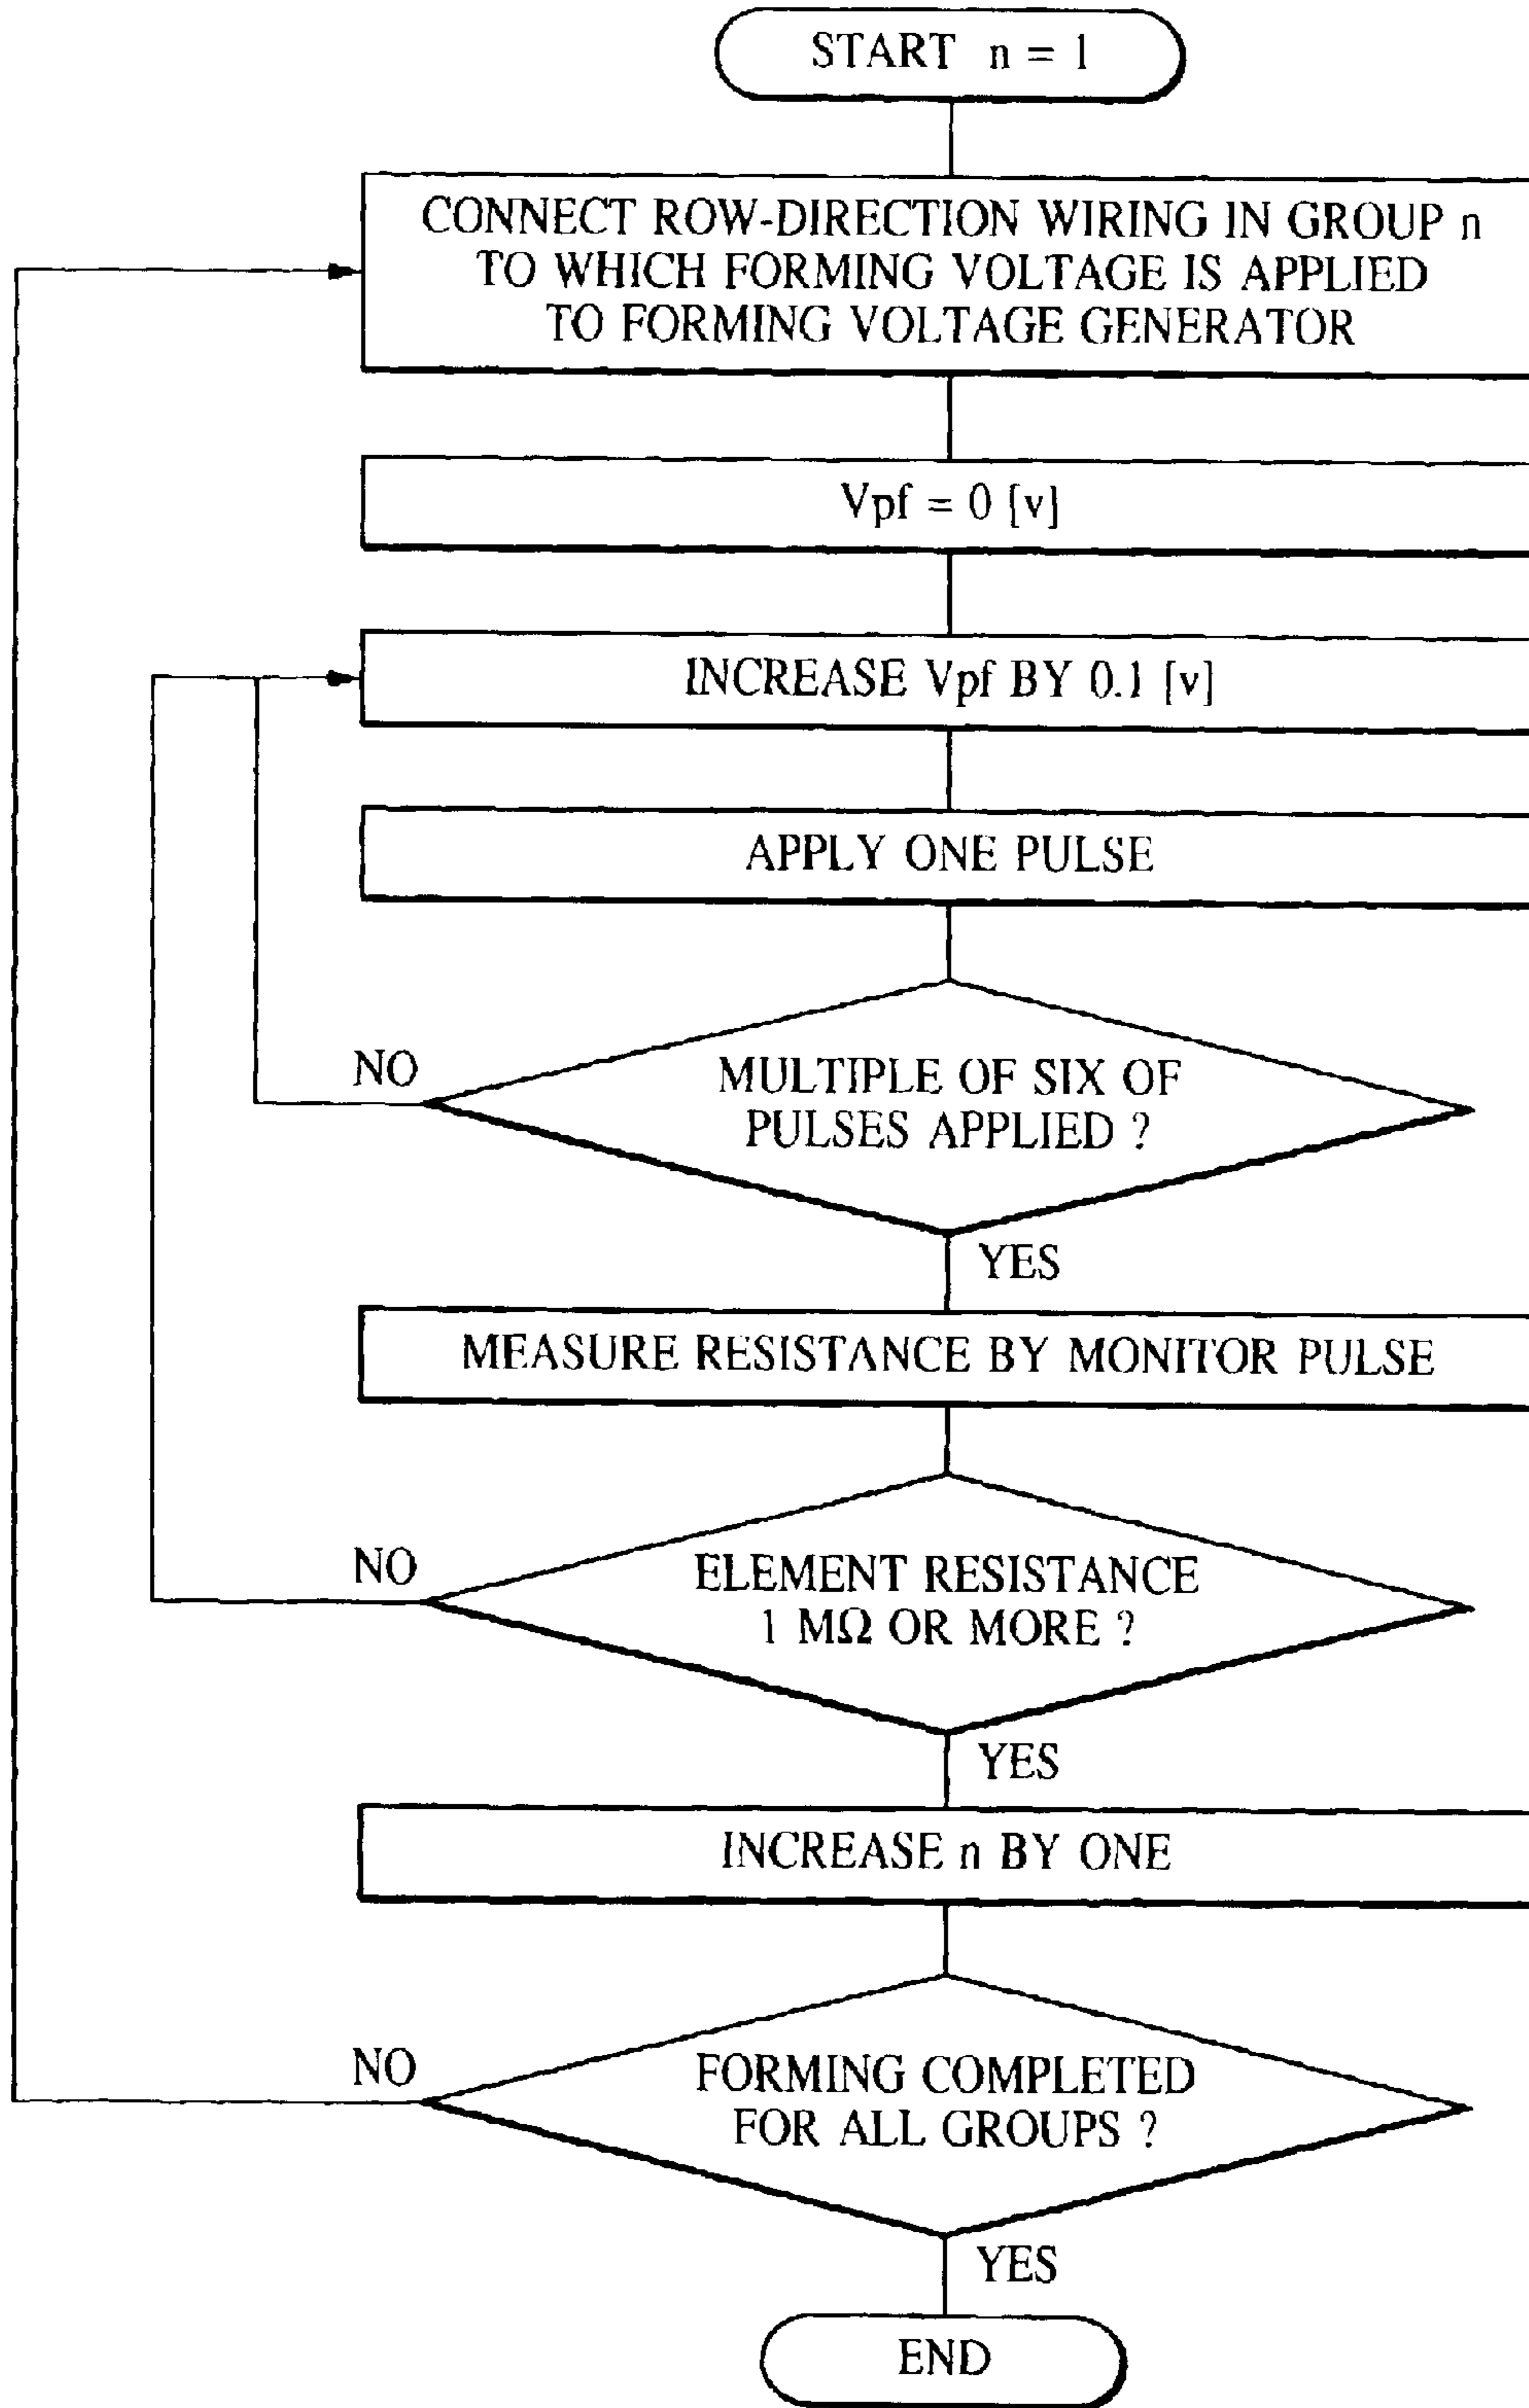 START n = 1
CONNECT ROW-DIRECTION WIRING IN GROUP n
TO WHICH FORMING VOLTAGE IS APPLIED
TO FORMING VOLTAGE GENERATOR
Vpf = 0 [v]
INCREASE Vpf BY 0.1 [v]
APPLY ONE PULSE
NO
MULTIPLE OF SIX OF
PULSES APPLIED ?
YES
MEASURE RESISTANCE BY MONITOR PULSE
NO
ELEMENT RESISTANCE
1 MΩ OR MORE ?
YES
INCREASE n BY ONE
NO
FORMING COMPLETED
FOR ALL GROUPS ?
YES
END